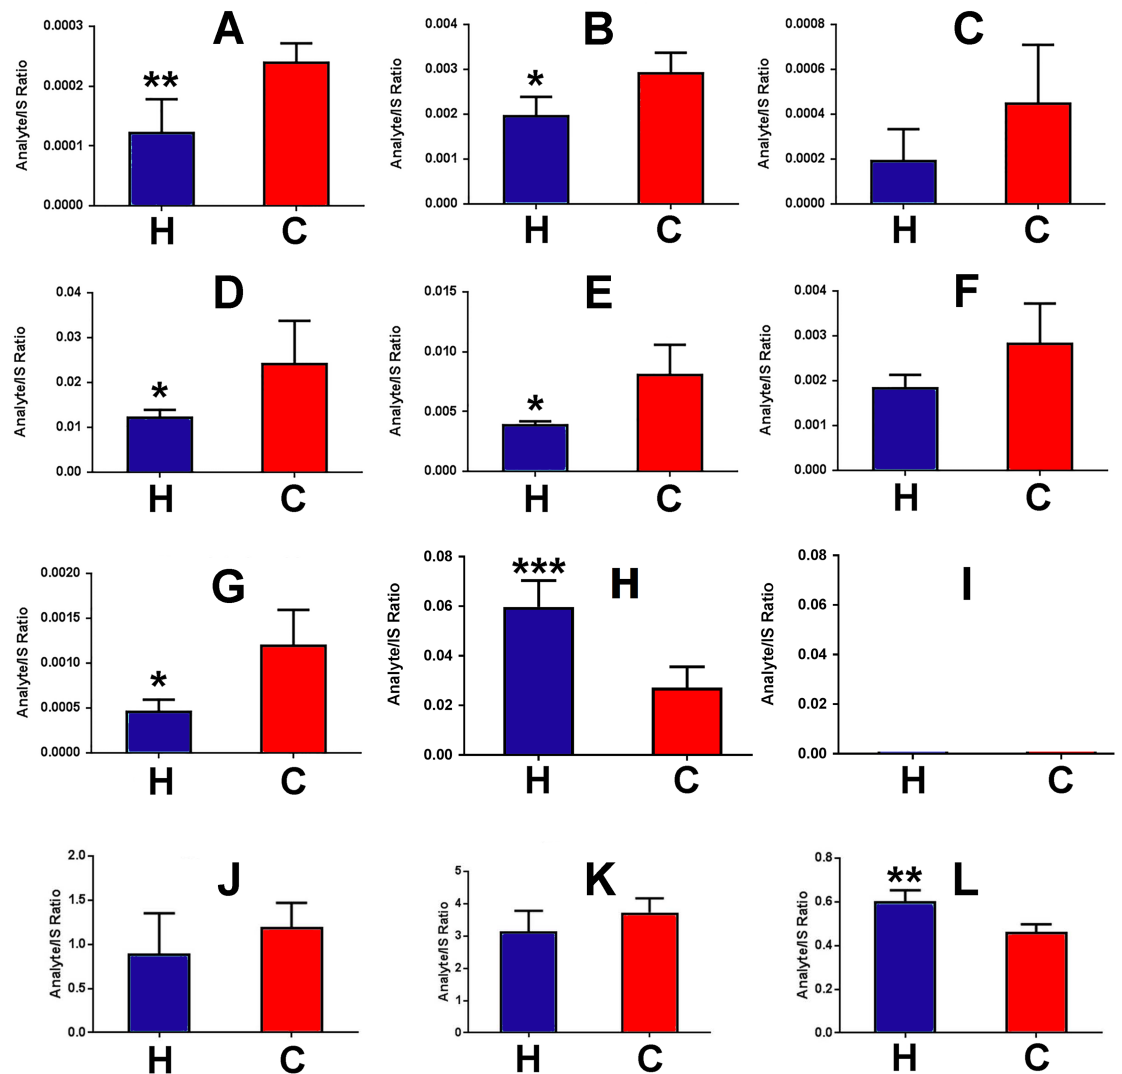 A
Analyte/IS Ratio
0.0003
0.0002
0.0001
0.0000
**
H
C
B
Analyte/IS Ratio
0.004
0.003
0.002
0.001
0.000
*
H
C
C
Analyte/IS Ratio
0.0008
0.0006
0.0004
0.0002
0.0000
H
C
D
Analyte/IS Ratio
0.04
0.03
0.02
0.01
0.00
*
H
C
E
Analyte/IS Ratio
0.015
0.010
0.005
0.000
*
H
C
F
Analyte/IS Ratio
0.004
0.003
0.002
0.001
0.000
H
C
G
Analyte/IS Ratio
0.0020
0.0015
0.0010
0.0005
0.0000
*
H
C
H
Analyte/IS Ratio
0.08
0.06
0.04
0.02
0.00
***
H
C
I
Analyte/IS Ratio
0.08
0.06
0.04
0.02
0.00
H
C
J
Analyte/IS Ratio
2.0
1.5
1.0
0.5
0.0
H
C
K
Analyte/IS Ratio
5
4
3
2
1
0
H
C
L
Analyte/IS Ratio
0.8
0.6
0.4
0.2
0.0
**
H
C